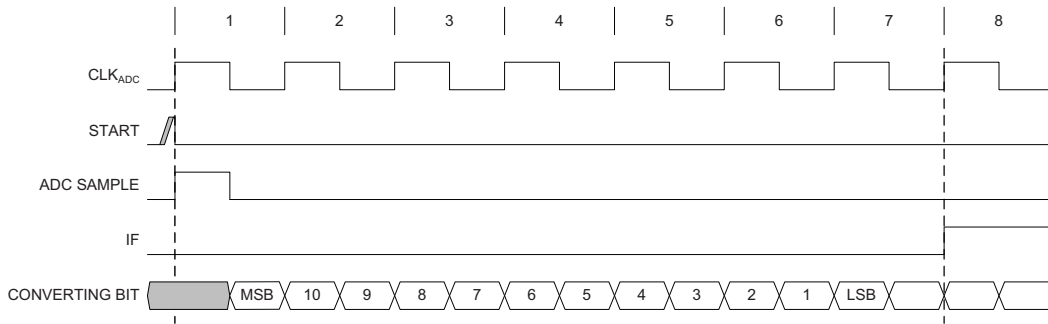 1 2 3 4 5 6 7 8
CLK_ADC
START
ADC SAMPLE
IF
CONVERTING BIT MSB 10 9 8 7 6 5 4 3 2 1 LSB